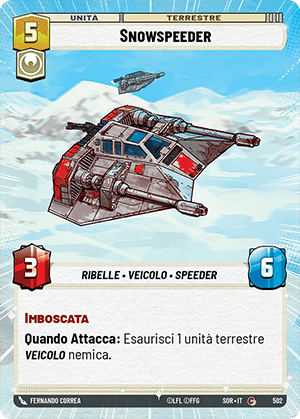 UNITÀ TERRESTRE
5
SNOWSPEEDER
3
6
RIBELLE • VEICOLO • SPEEDER
IMBOSCATA
Quando Attacca: Esaurisci 1 unità terrestre
VEICOLO nemica.
FERNANDO CORREA ©LFL ©FFG SOR • IT C 502